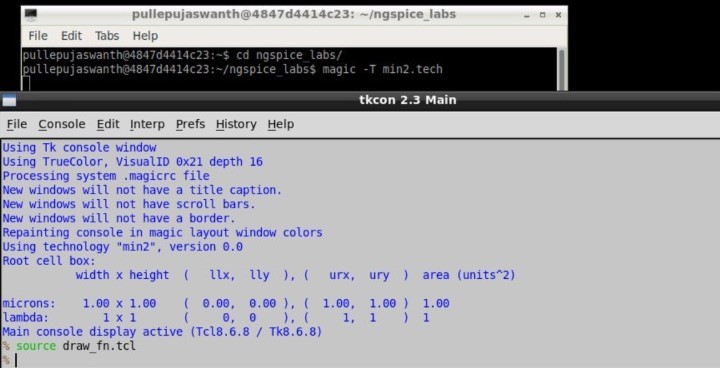 pullepujaswanth@4847d4414c23: ~/ngspice_labs
File Edit Tabs Help
pullepujaswanth@4847d4414c23:~$ cd ngspice_labs/
pullepujaswanth@4847d4414c23:~/ngspice_labs$ magic -T min2.tech
tkcon 2.3 Main
File Console Edit Interp Prefs History Help
Using Tk console window
Using TrueColor, VisualID 0x21 depth 16
Processing system .magicrc file
New windows will not have a title caption.
New windows will not have scroll bars.
New windows will not have a border.
Repainting console in magic layout window colors
Using technology "min2", version 0.0
Root cell box:
width x height ( llx, lly ), ( urx, ury ) area (units^2)
microns: 1.00 x 1.00 ( 0.00, 0.00 ), ( 1.00, 1.00 ) 1.00
lambda: 1 x 1 ( 0, 0 ), ( 1, 1 ) 1
Main console display active (Tcl8.6.8 / Tk8.6.8)
% source draw_fn.tcl
%